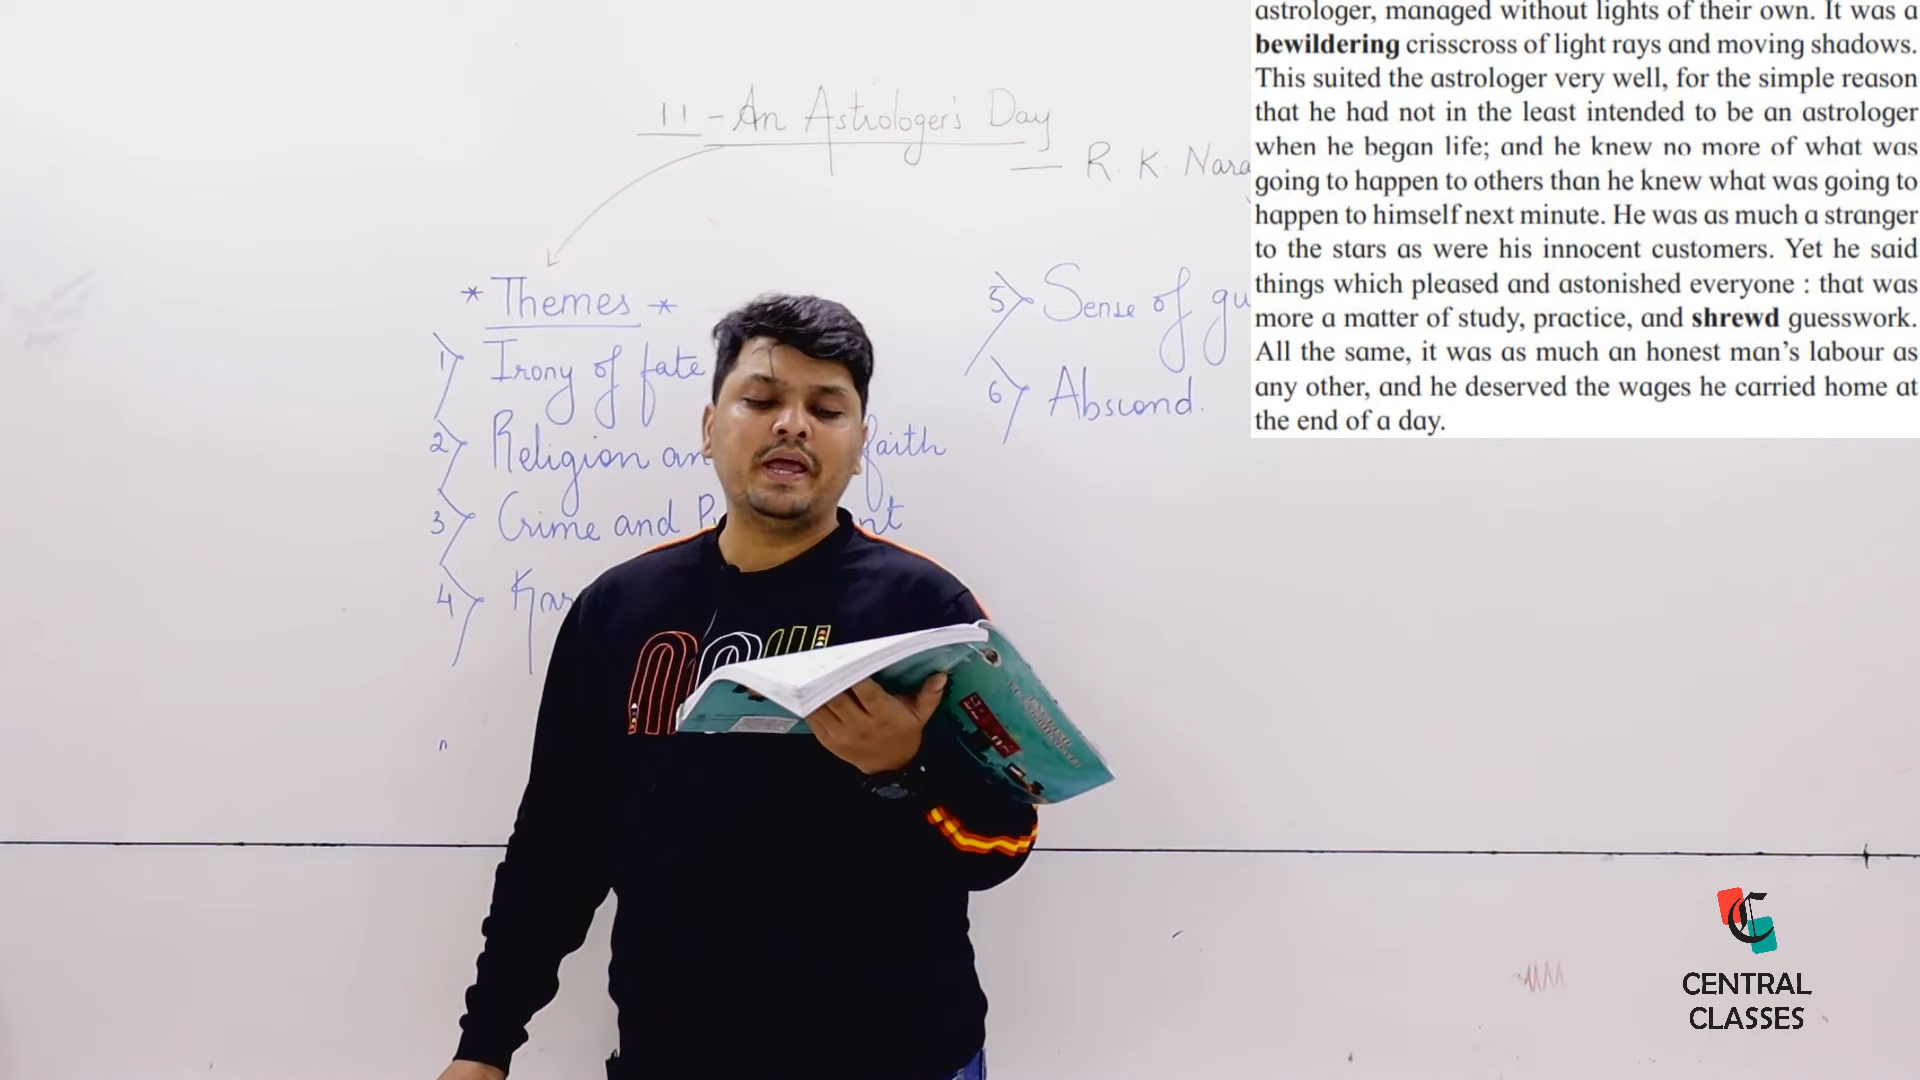 11 - An Astrologer's Day
R. K.
* Themes *
1) Irony of fate
2) Religion faith
3) Crime and
4)
5) Sense of
6) Abscond.
astrologer, managed without lights of their own. It was a
bewildering crisscross of light rays and moving shadows.
This suited the astrologer very well, for the simple reason
that he had not in the least intended to be an astrologer
when he began life; and he knew no more of what was
going to happen to others than he knew what was going to
happen to himself next minute. He was as much a stranger
to the stars as were his innocent customers. Yet he said
things which pleased and astonished everyone : that was
more a matter of study, practice, and shrewd guesswork.
All the same, it was as much an honest man's labour as
any other, and he deserved the wages he carried home at
the end of a day.
CENTRAL
CLASSES